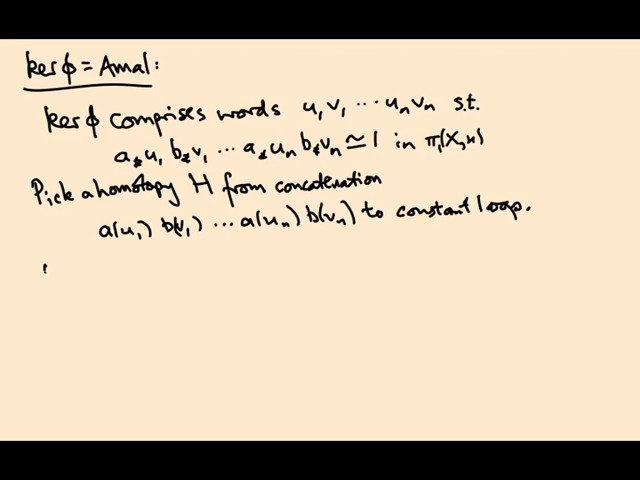 ker ϕ = Amal:
ker ϕ comprises words u₁v₁ ⋯ uₙvₙ s.t.
a⁎u₁ b⁎v₁ ⋯ a⁎uₙ b⁎vₙ ≃ 1 in π₁(X,x)
Pick a homotopy H from concatenation
a(u₁) b(v₁) ⋯ a(uₙ) b(vₙ) to constant loop.